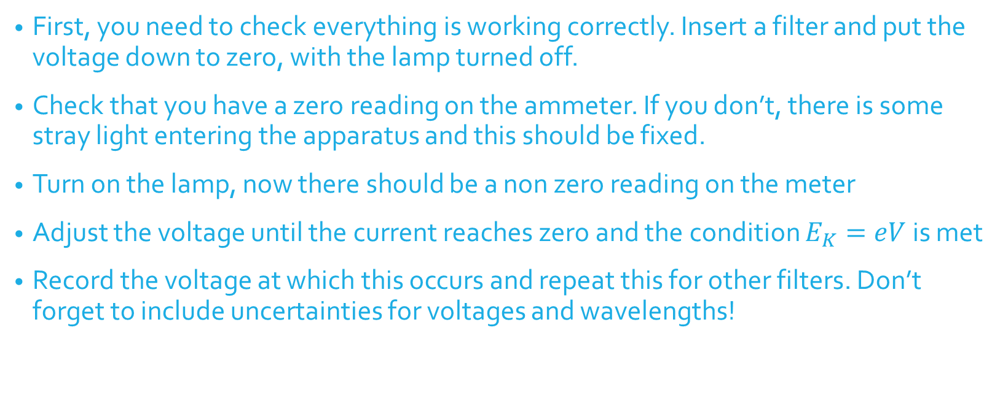 • First, you need to check everything is working correctly. Insert a filter and put the
voltage down to zero, with the lamp turned off.
• Check that you have a zero reading on the ammeter. If you don’t, there is some
stray light entering the apparatus and this should be fixed.
• Turn on the lamp, now there should be a non zero reading on the meter
• Adjust the voltage until the current reaches zero and the condition $E_K = eV$ is met
• Record the voltage at which this occurs and repeat this for other filters. Don’t
forget to include uncertainties for voltages and wavelengths!